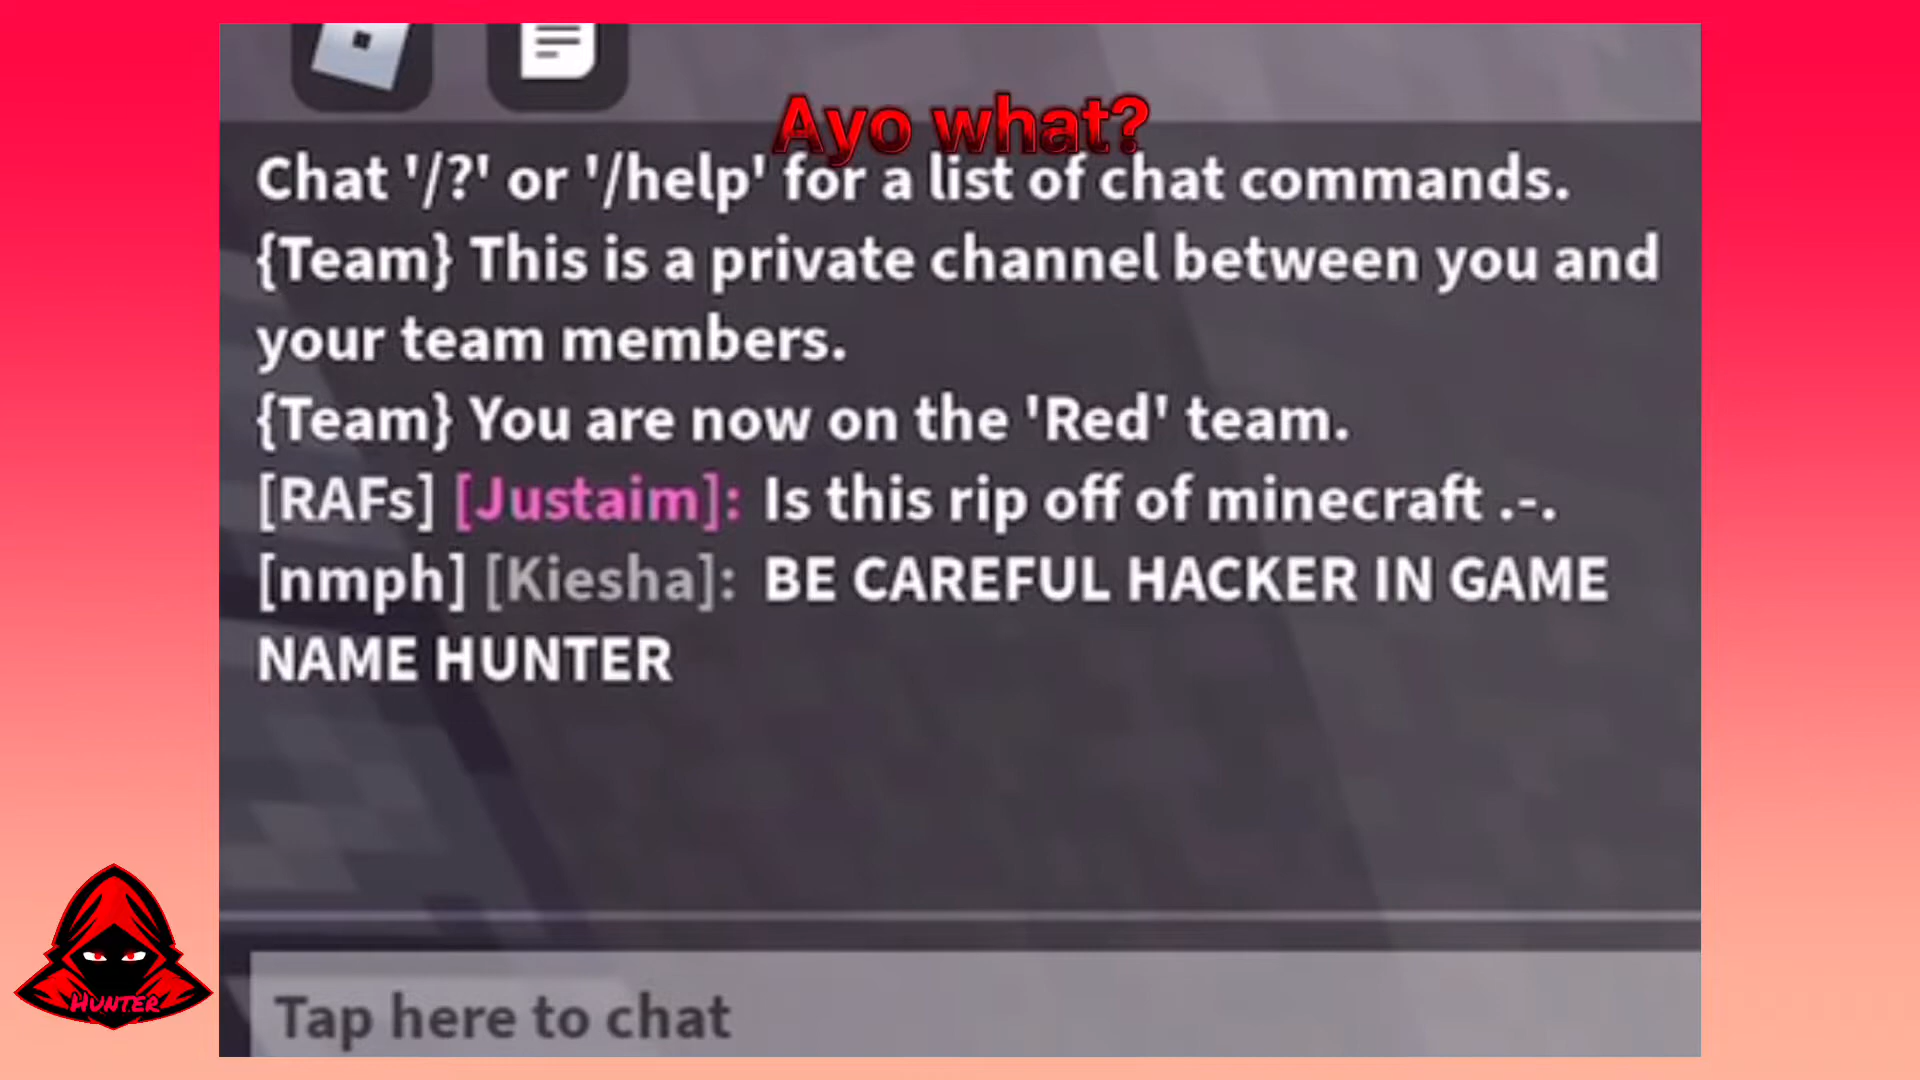 Ayo what?
Chat '/?' or '/help' for a list of chat commands.
{Team} This is a private channel between you and
your team members.
{Team} You are now on the 'Red' team.
[RAFs] [Justaim]: Is this rip off of minecraft .-.
[nmph] [Kiesha]: BE CAREFUL HACKER IN GAME
NAME HUNTER
HUNTER
Tap here to chat